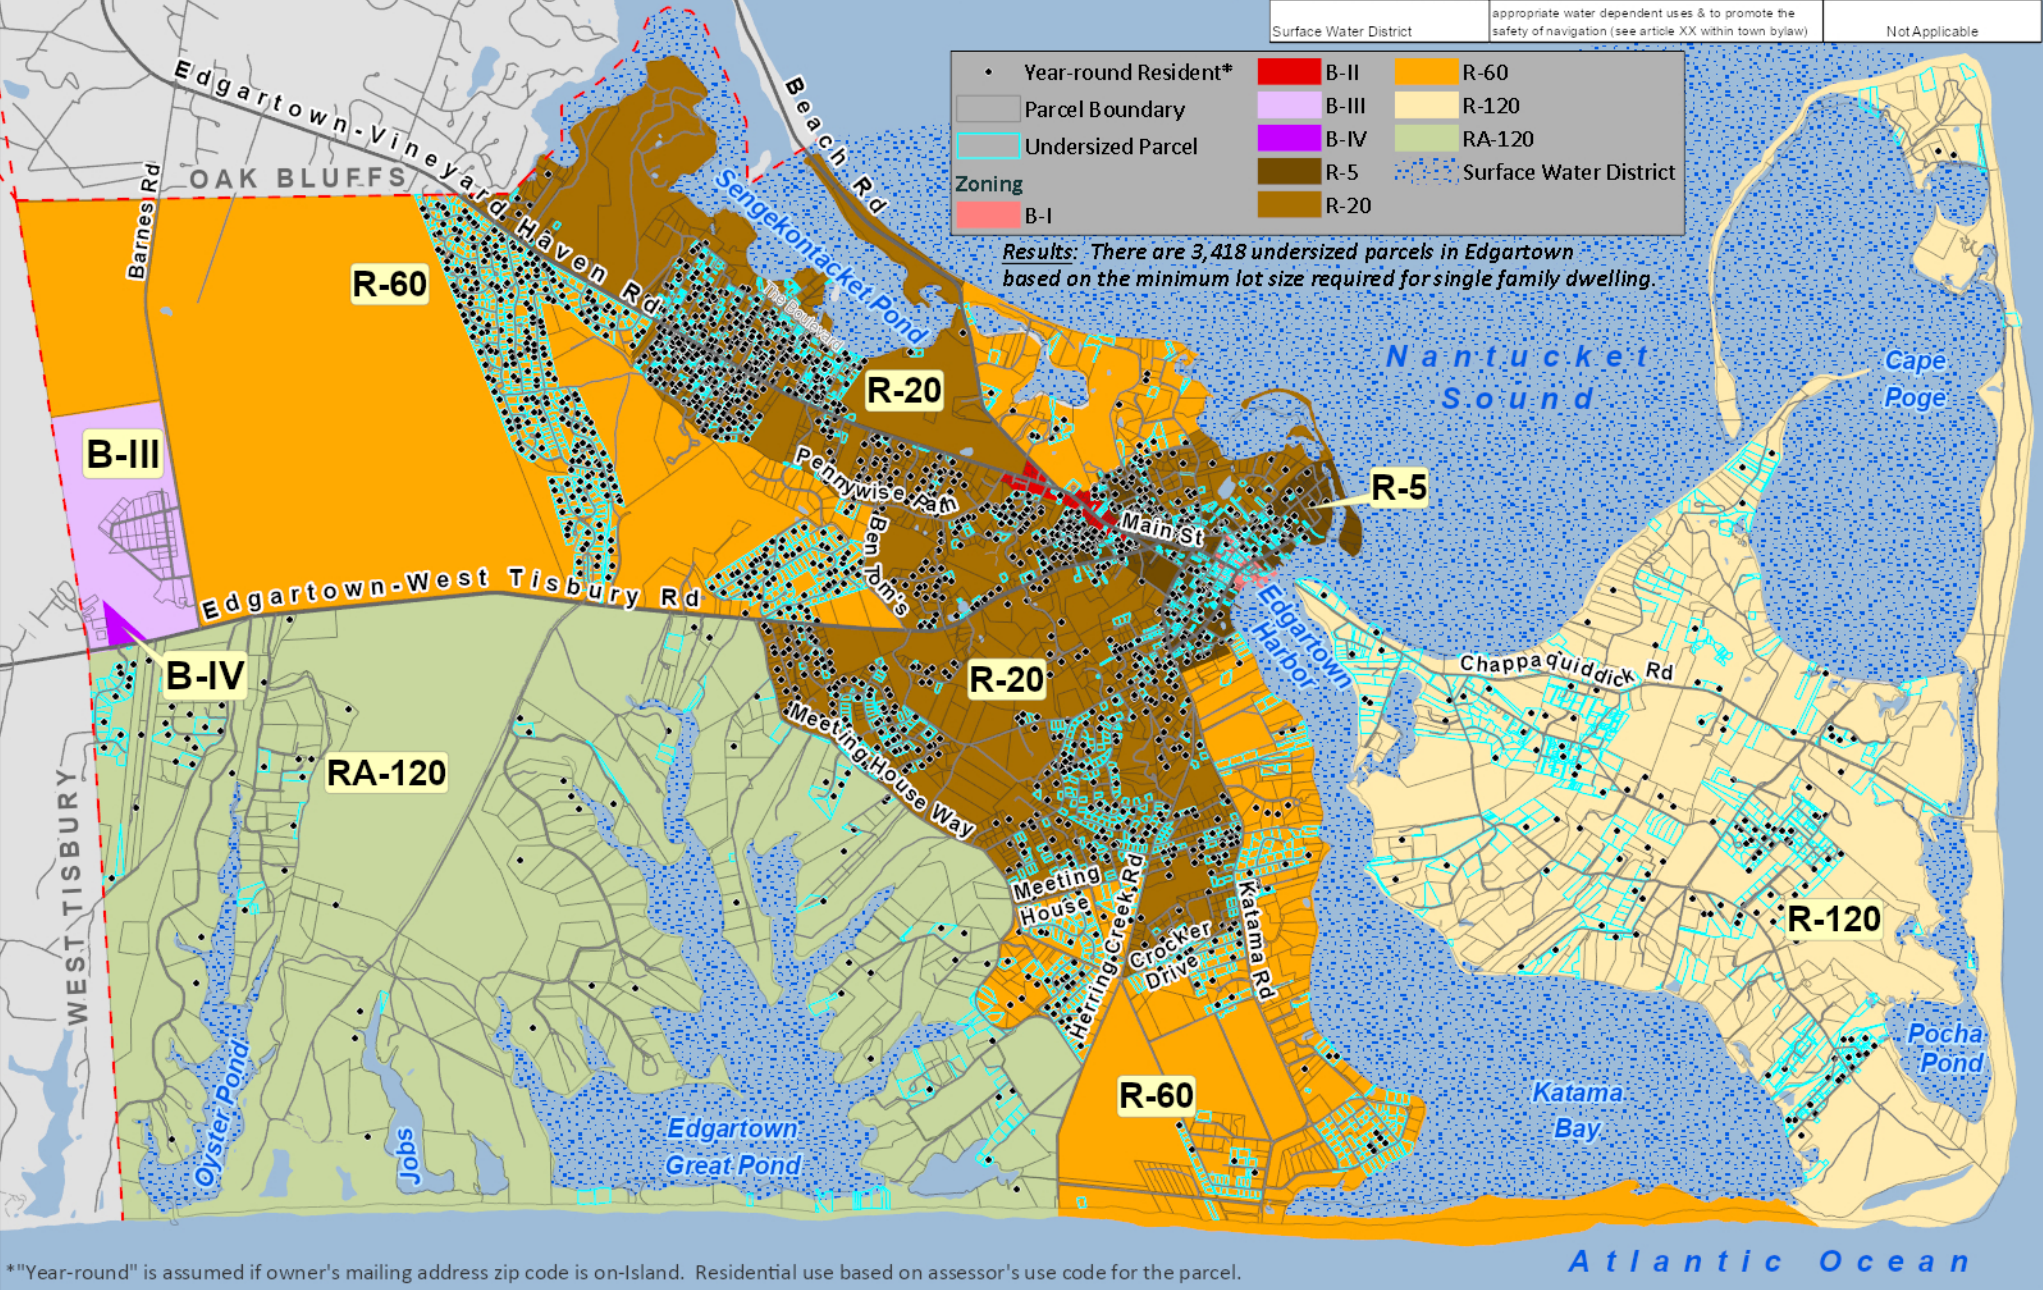 appropriate water dependent uses & to promote the
Surface Water District
safety of navigation (see article XX within town bylaw)
Not Applicable
Year-round Resident*
Parcel Boundary
Undersized Parcel
Zoning
B-I
B-II
B-III
B-IV
R-5
R-20
R-60
R-120
RA-120
Surface Water District
Results: There are 3,418 undersized parcels in Edgartown
based on the minimum lot size required for single family dwelling.
Edgartown-Vineyard Haven Rd
Beach Rd
OAK BLUFFS
Barnes Rd
Sengekontacket Pond
The Boulevard
R-60
R-20
Nantucket
Sound
Cape
Poge
B-III
Pennywise Path
R-5
Main St
Ben Tom's
Edgartown-West Tisbury Rd
Edgartown
Harbor
B-IV
R-20
Chappaquiddick Rd
Meeting House Way
RA-120
WEST TISBURY
Meeting
House
Herring Creek Rd
Katama Rd
Crocker
Drive
R-120
Pocha
Pond
R-60
Katama
Bay
Oyster Pond
Jobs
Edgartown
Great Pond
Atlantic Ocean
*"Year-round" is assumed if owner's mailing address zip code is on-Island. Residential use based on assessor's use code for the parcel.